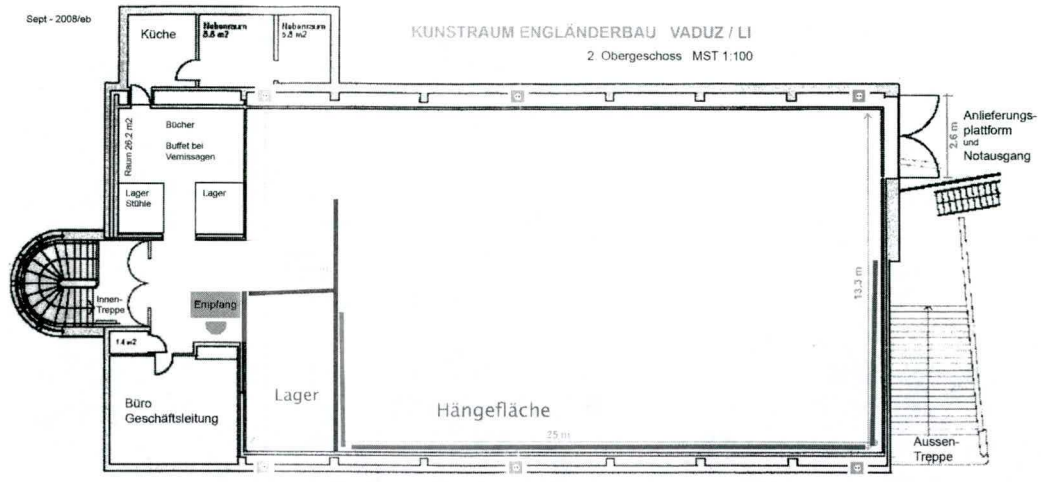 Sept - 2008/eb
KUNSTRAUM ENGLÄNDERBAU VADUZ / LI
2. Obergeschoss MST 1:100
Küche
Nebenraum
8.8 m2
Nebenraum
5.8 m2
Raum 26.2 m2
Bücher
Buffet bei
Vernissagen
Lager
Stühle
Lager
2.6 m
Anlieferungs-
plattform
und
Notausgang
Innen-
Treppe
Empfang
13.3 m
1.4 m2
Büro
Geschäftsleitung
Lager
Hängefläche
25 m
Aussen-
Treppe